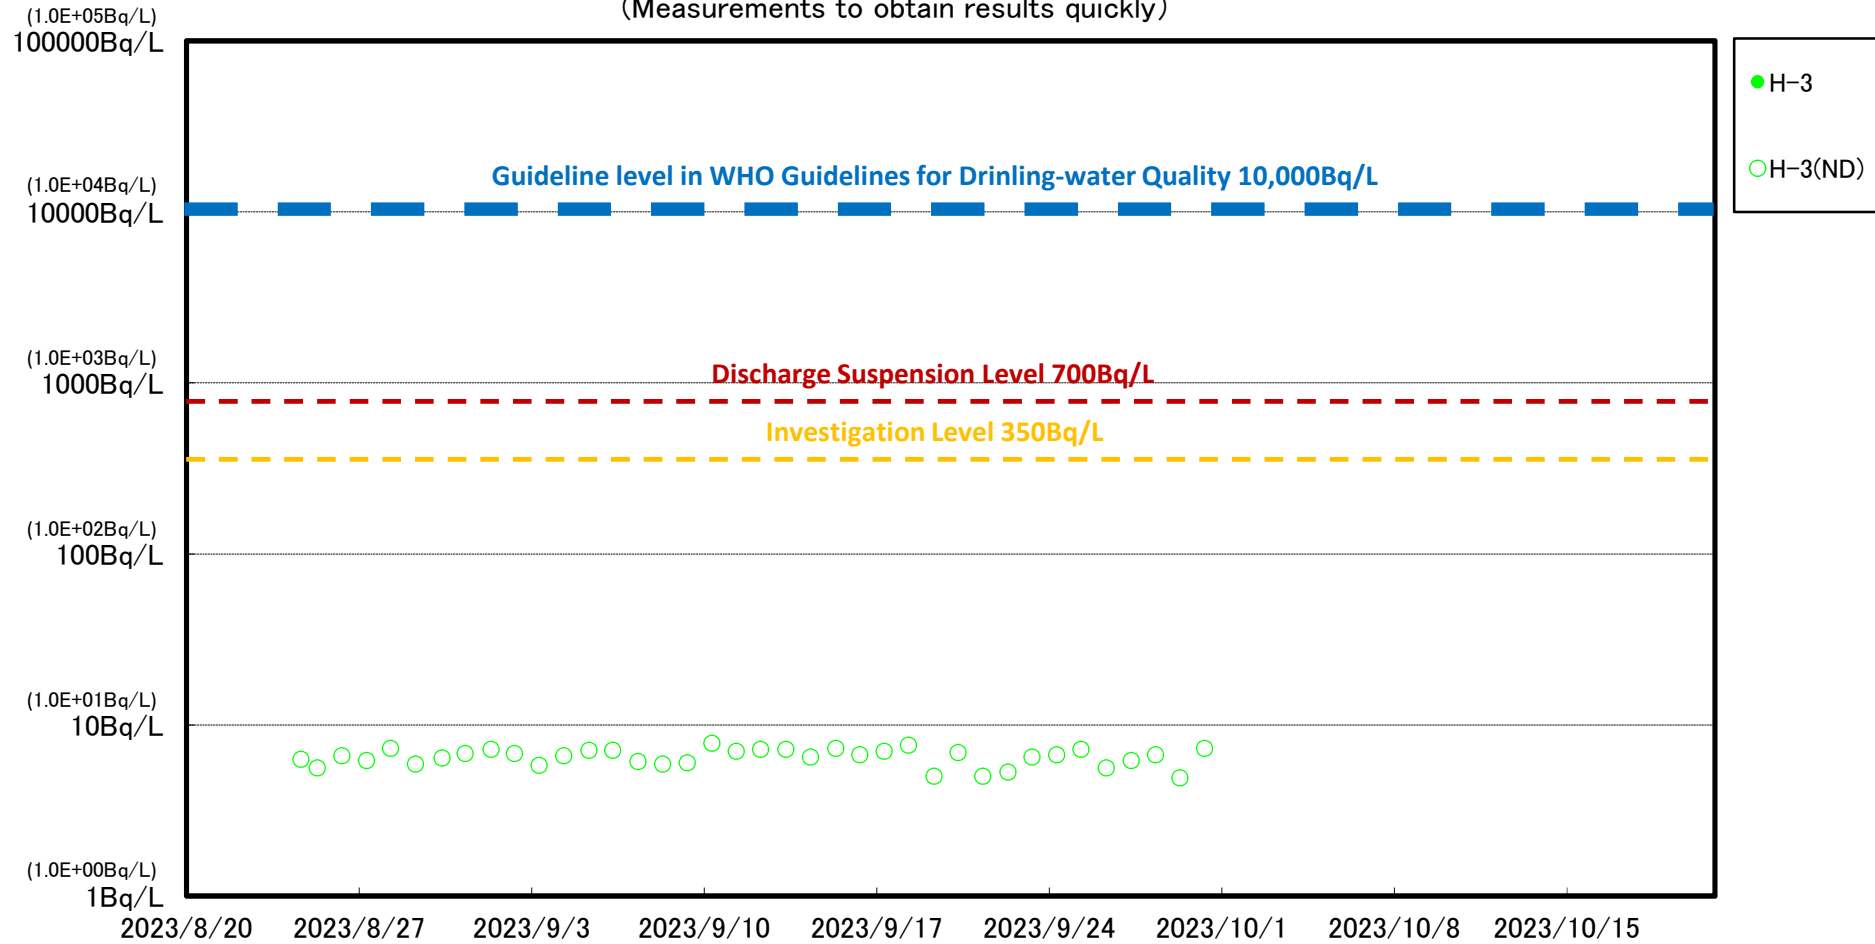 (Measurements to obtain results quickly)
(1.0E+05Bq/L)
100000Bq/L
H-3
H-3(ND)
Guideline level in WHO Guidelines for Drinling-water Quality 10,000Bq/L
(1.0E+04Bq/L)
10000Bq/L
(1.0E+03Bq/L)
1000Bq/L
Discharge Suspension Level 700Bq/L
Investigation Level 350Bq/L
(1.0E+02Bq/L)
100Bq/L
(1.0E+01Bq/L)
10Bq/L
(1.0E+00Bq/L)
1Bq/L
2023/8/20 2023/8/27 2023/9/3 2023/9/10 2023/9/17 2023/9/24 2023/10/1 2023/10/8 2023/10/15